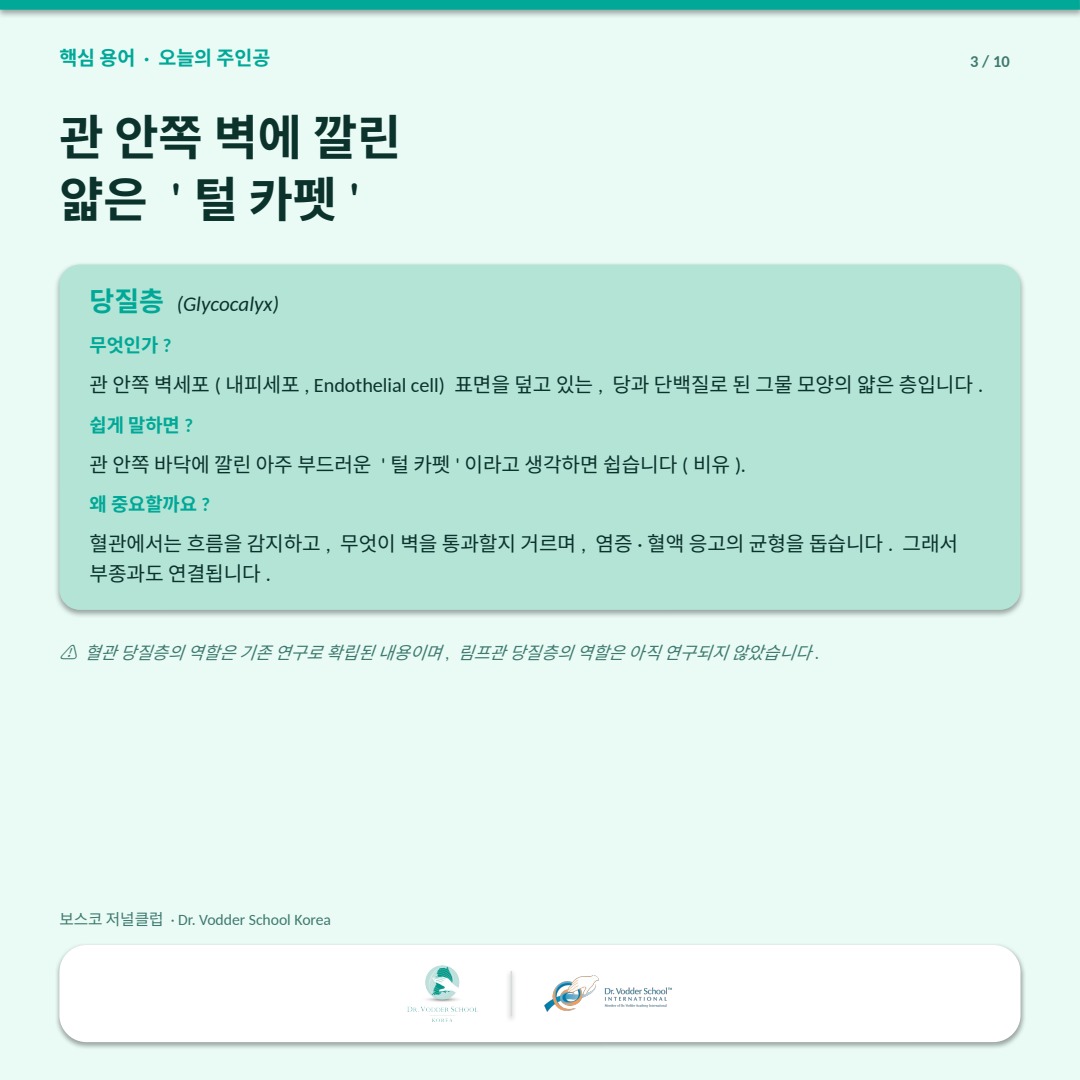 핵심 용어 · 오늘의 주인공
3 / 10
관 안쪽 벽에 깔린
얇은 ' 털 카펫 '
당질층 (Glycocalyx)
무엇인가 ?
관 안쪽 벽세포 ( 내피세포 , Endothelial cell) 표면을 덮고 있는 , 당과 단백질로 된 그물 모양의 얇은 층입니다 .
쉽게 말하면 ?
관 안쪽 바닥에 깔린 아주 부드러운 ' 털 카펫 ' 이라고 생각하면 쉽습니다 ( 비유 ).
왜 중요할까요 ?
혈관에서는 흐름을 감지하고 , 무엇이 벽을 통과할지 거르며 , 염증 · 혈액 응고의 균형을 돕습니다 . 그래서
부종과도 연결됩니다 .
⚠ 혈관 당질층의 역할은 기존 연구로 확립된 내용이며 , 림프관 당질층의 역할은 아직 연구되지 않았습니다 .
보스코 저널클럽 · Dr. Vodder School Korea
DR. VODDER SCHOOL
KOREA
Dr. Vodder School™
INTERNATIONAL
Member of Dr. Vodder Academy International